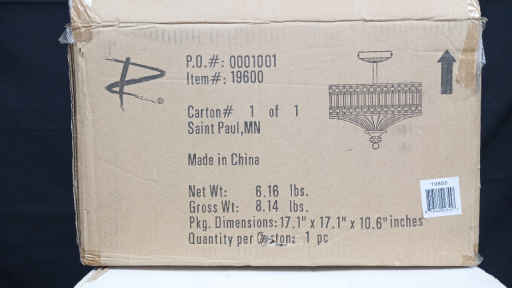 R
P.O.#: 0001001
Item#: 19600
Carton# 1 of 1
Saint Paul,MN
Made in China
Net Wt: 6.16 lbs.
Gross Wt: 8.14 lbs.
Pkg. Dimensions: 17.1" x 17.1" x 10.6" inches
Quantity per 1 pc
19600